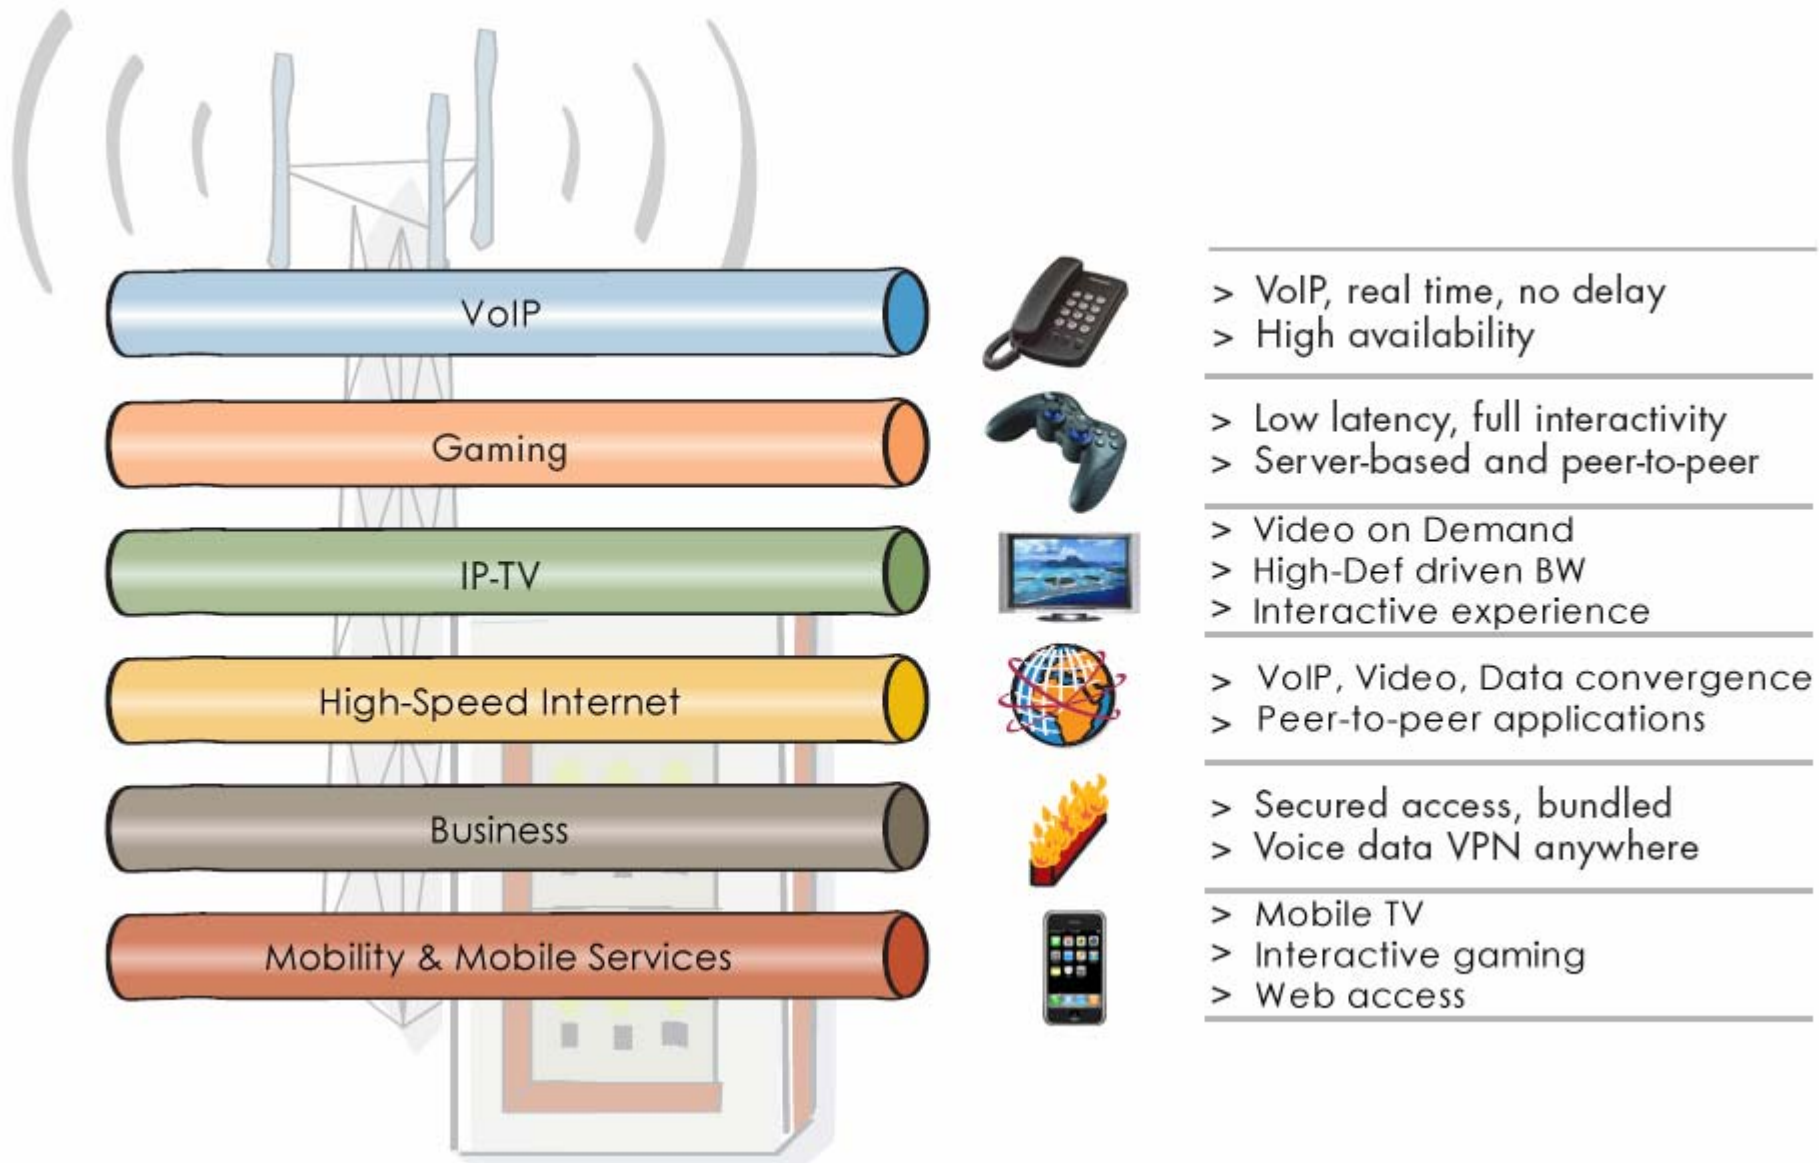 VoIP
> VoIP, real time, no delay
> High availability
Gaming
> Low latency, full interactivity
> Server-based and peer-to-peer
IP-TV
> Video on Demand
> High-Def driven BW
> Interactive experience
High-Speed Internet
> VoIP, Video, Data convergence
> Peer-to-peer applications
Business
> Secured access, bundled
> Voice data VPN anywhere
Mobility & Mobile Services
> Mobile TV
> Interactive gaming
> Web access